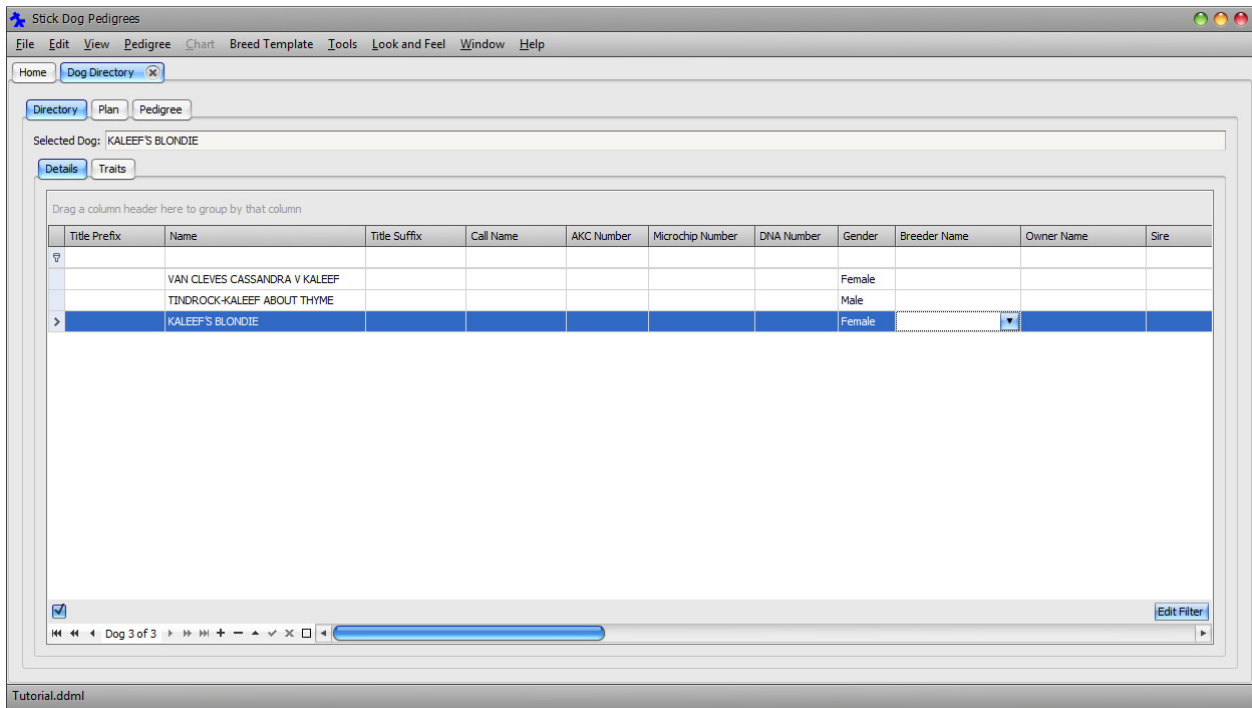 Stick Dog Pedigrees
File Edit View Pedigree Chart Breed Template Tools Look and Feel Window Help
Home Dog Directory
Directory Plan Pedigree
Selected Dog: KALEEF'S BLONDIE
Details Traits
Drag a column header here to group by that column
Title Prefix Name Title Suffix Call Name AKC Number Microchip Number DNA Number Gender Breeder Name Owner Name Sire
VAN CLEVES CASSANDRA V KALEEF Female
TINDROCK-KALEEF ABOUT THYME Male
KALEEF'S BLONDIE Female
Edit Filter
Dog 3 of 3
Tutorial.ddml